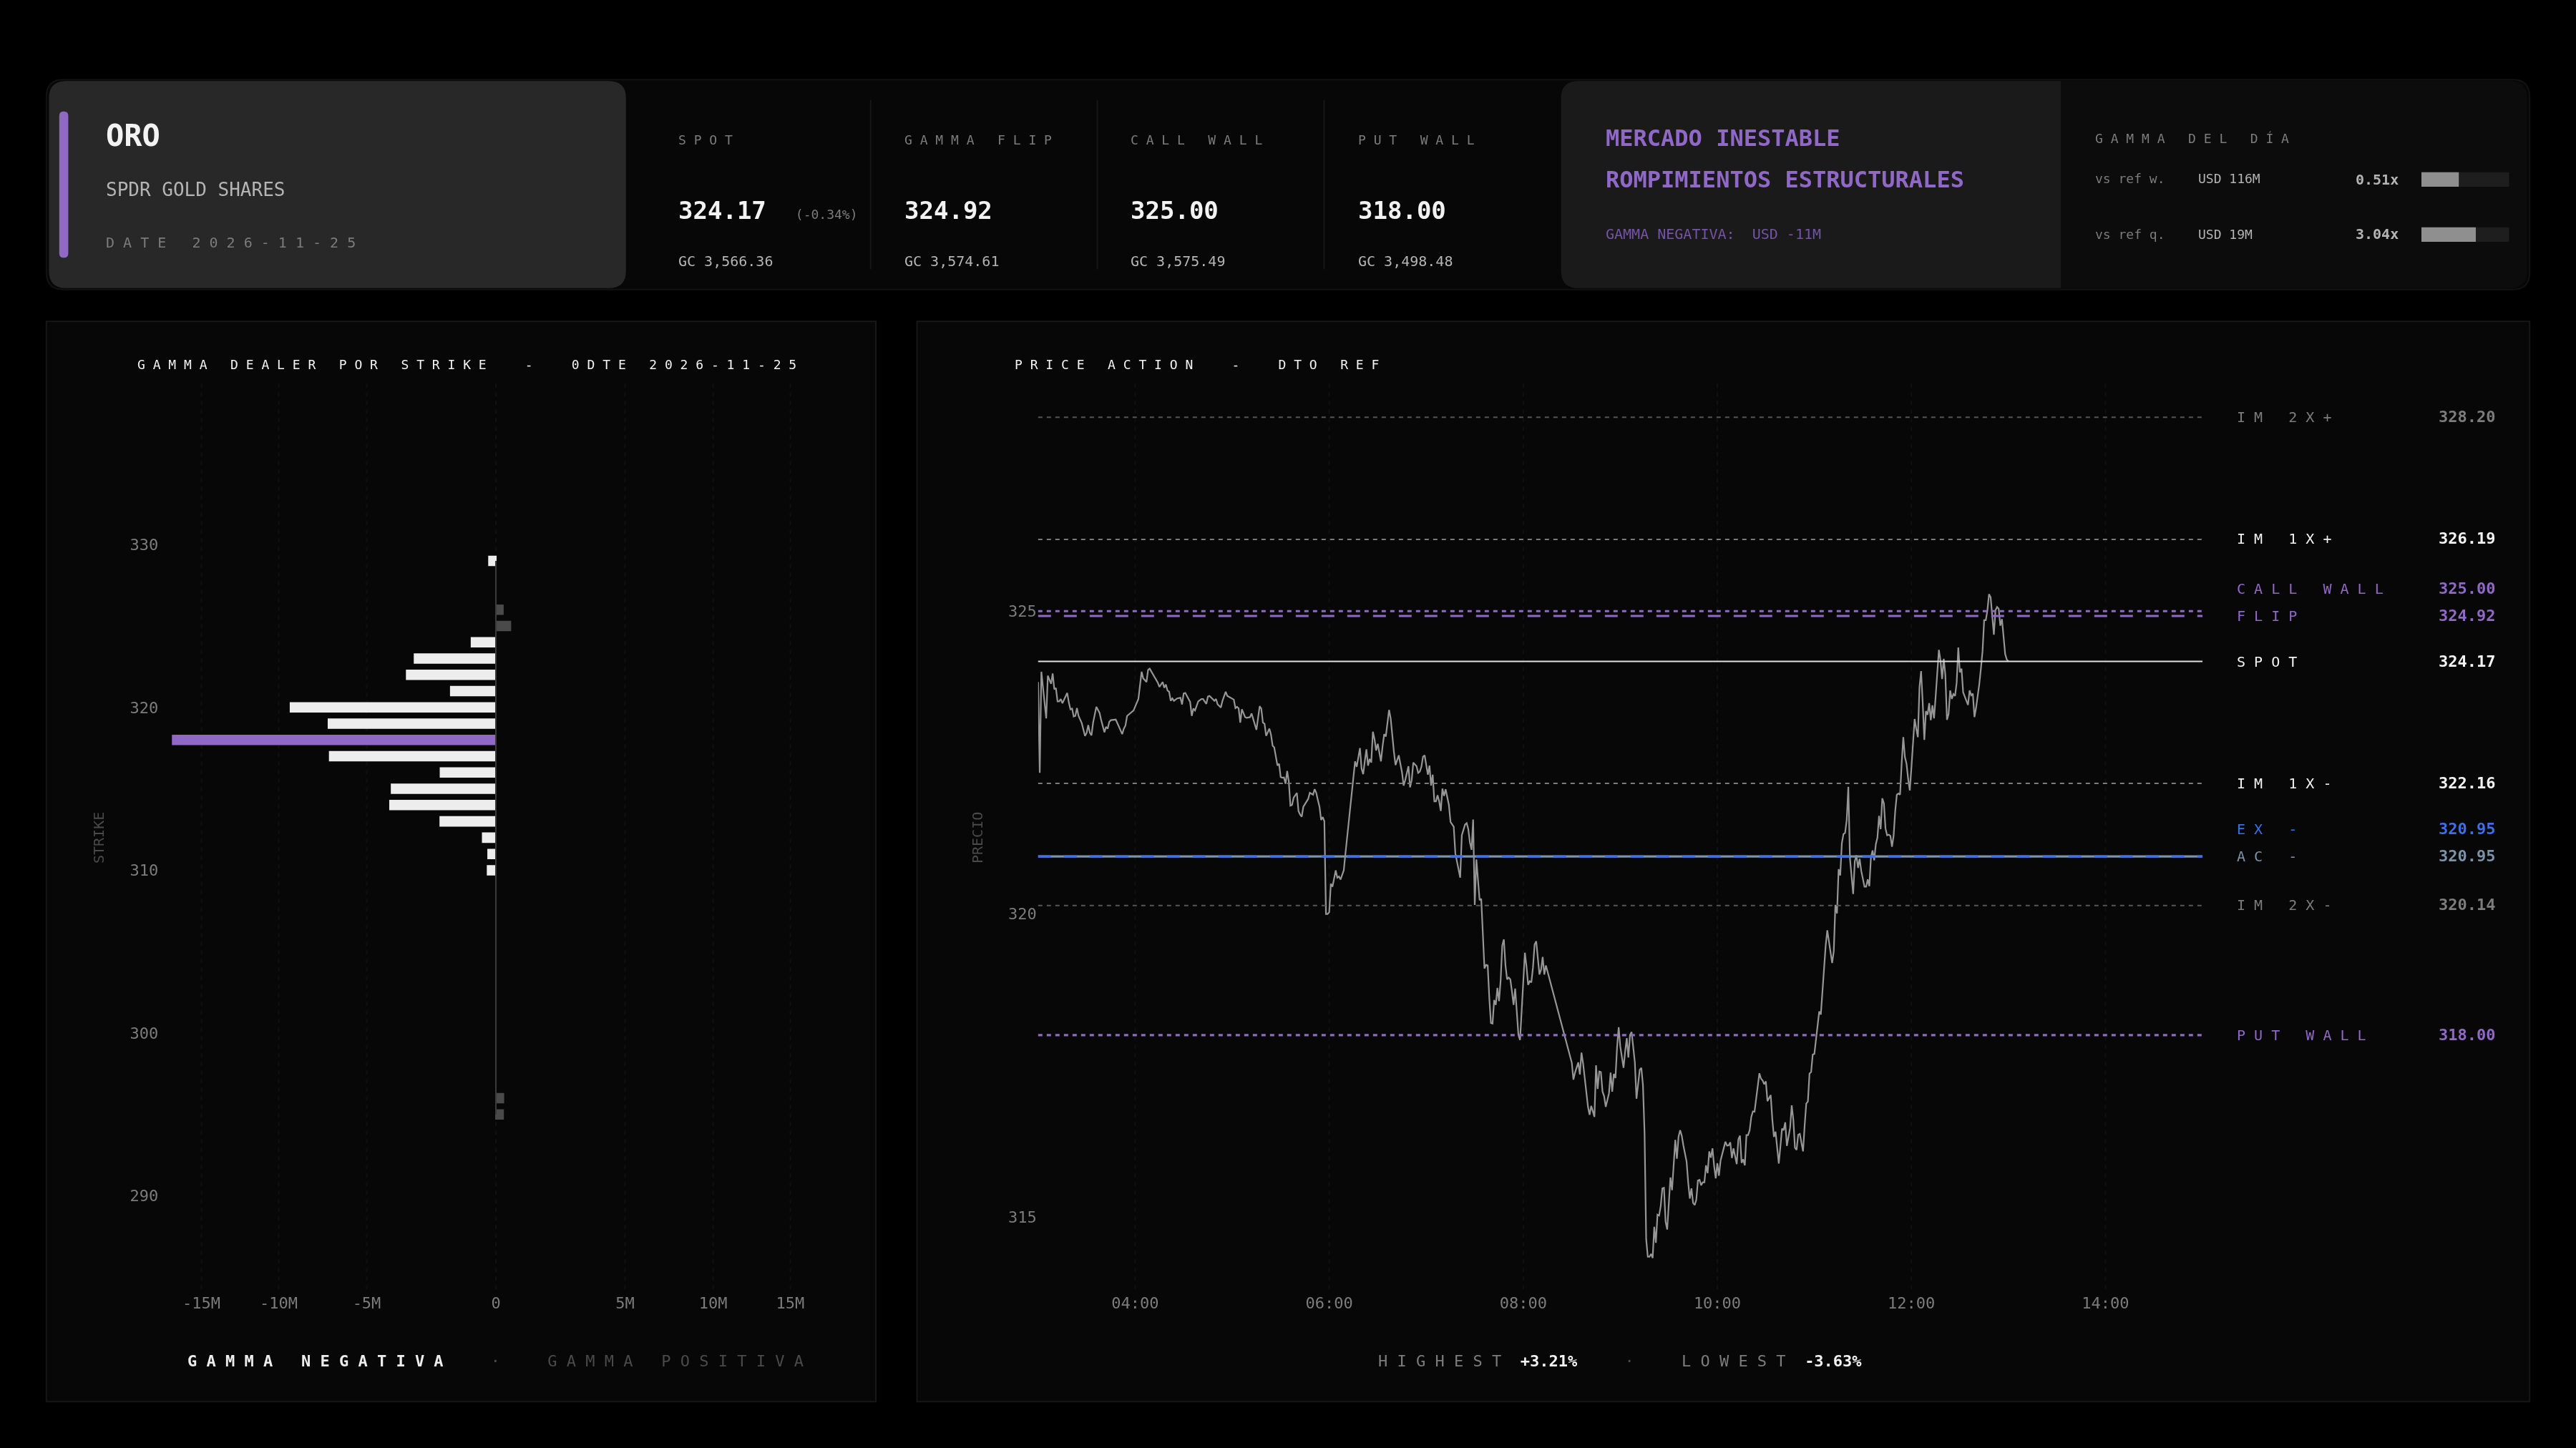 ORO
SPDR GOLD SHARES
DATE 2026-11-25
SPOT
324.17 (-0.34%)
GC 3,566.36
GAMMA FLIP
324.92
GC 3,574.61
CALL WALL
325.00
GC 3,575.49
PUT WALL
318.00
GC 3,498.48
MERCADO INESTABLE
ROMPIMIENTOS ESTRUCTURALES
GAMMA NEGATIVA: USD -11M
GAMMA DEL DÍA
vs ref w. USD 116M 0.51x
vs ref q. USD 19M 3.04x
GAMMA DEALER POR STRIKE - 0DTE 2026-11-25
STRIKE
330
320
310
300
290
-15M -10M -5M 0 5M 10M 15M
GAMMA NEGATIVA · GAMMA POSITIVA
PRICE ACTION - DTO REF
PRECIO
325
320
315
IM 2X+ 328.20
IM 1X+ 326.19
CALL WALL 325.00
FLIP 324.92
SPOT 324.17
IM 1X- 322.16
EX - 320.95
AC - 320.95
IM 2X- 320.14
PUT WALL 318.00
04:00 06:00 08:00 10:00 12:00 14:00
HIGHEST +3.21% · LOWEST -3.63%